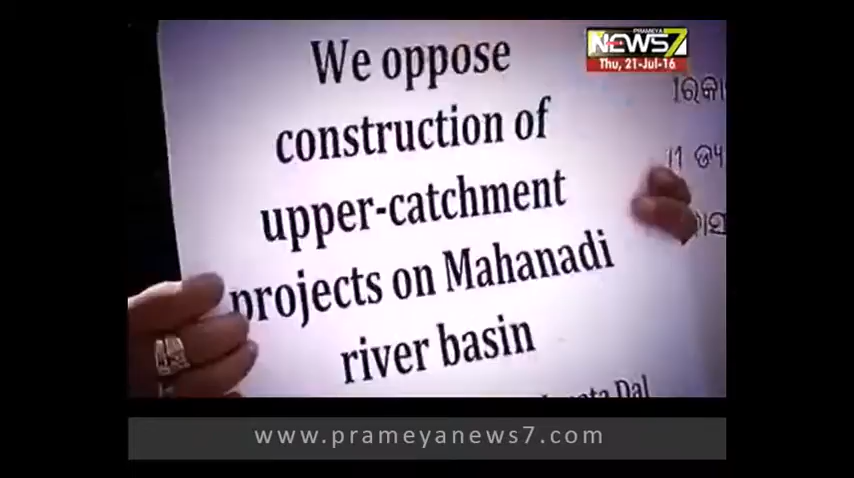 PRAMEYA
NEWS7
Thu, 21-Jul-16
We oppose
construction of
upper-catchment
projects on Mahanadi
river basin
Dal
www.prameyanews7.com